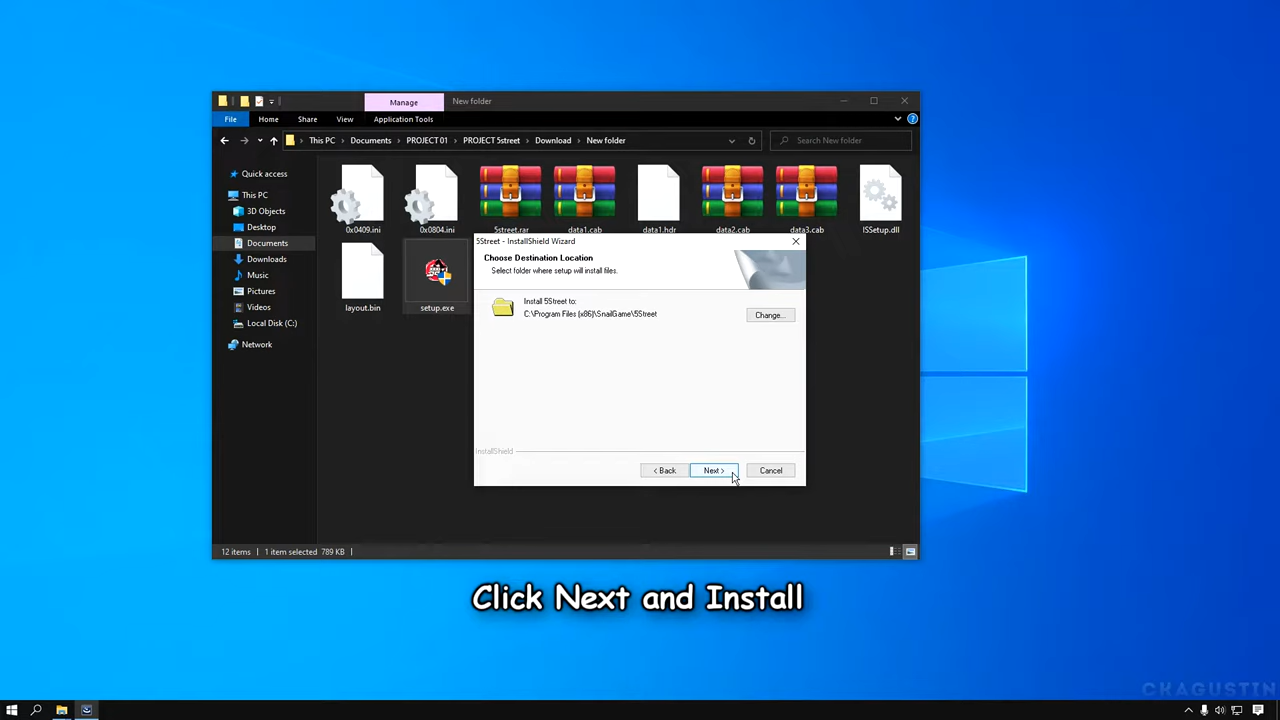 Manage
New folder
File
Home
Share
View
Application Tools
This PC
Documents
PROJECT 01
PROJECT 5street
Download
New folder
Search New folder
Quick access
This PC
3D Objects
Desktop
Documents
Downloads
Music
Pictures
Videos
Local Disk (C:)
Network
0x0409.ini
0x0804.ini
5street.rar
data1.cab
data1.hdr
data2.cab
data3.cab
ISSetup.dll
layout.bin
setup.exe
5Street - InstallShield Wizard
Choose Destination Location
Select folder where setup will install files.
Install 5Street to:
C:\Program Files (x86)\SnailGame\5Street
Change...
InstallShield
< Back
Next >
Cancel
12 items
1 item selected 789 KB
Click Next and Install
CKAGUSTIN